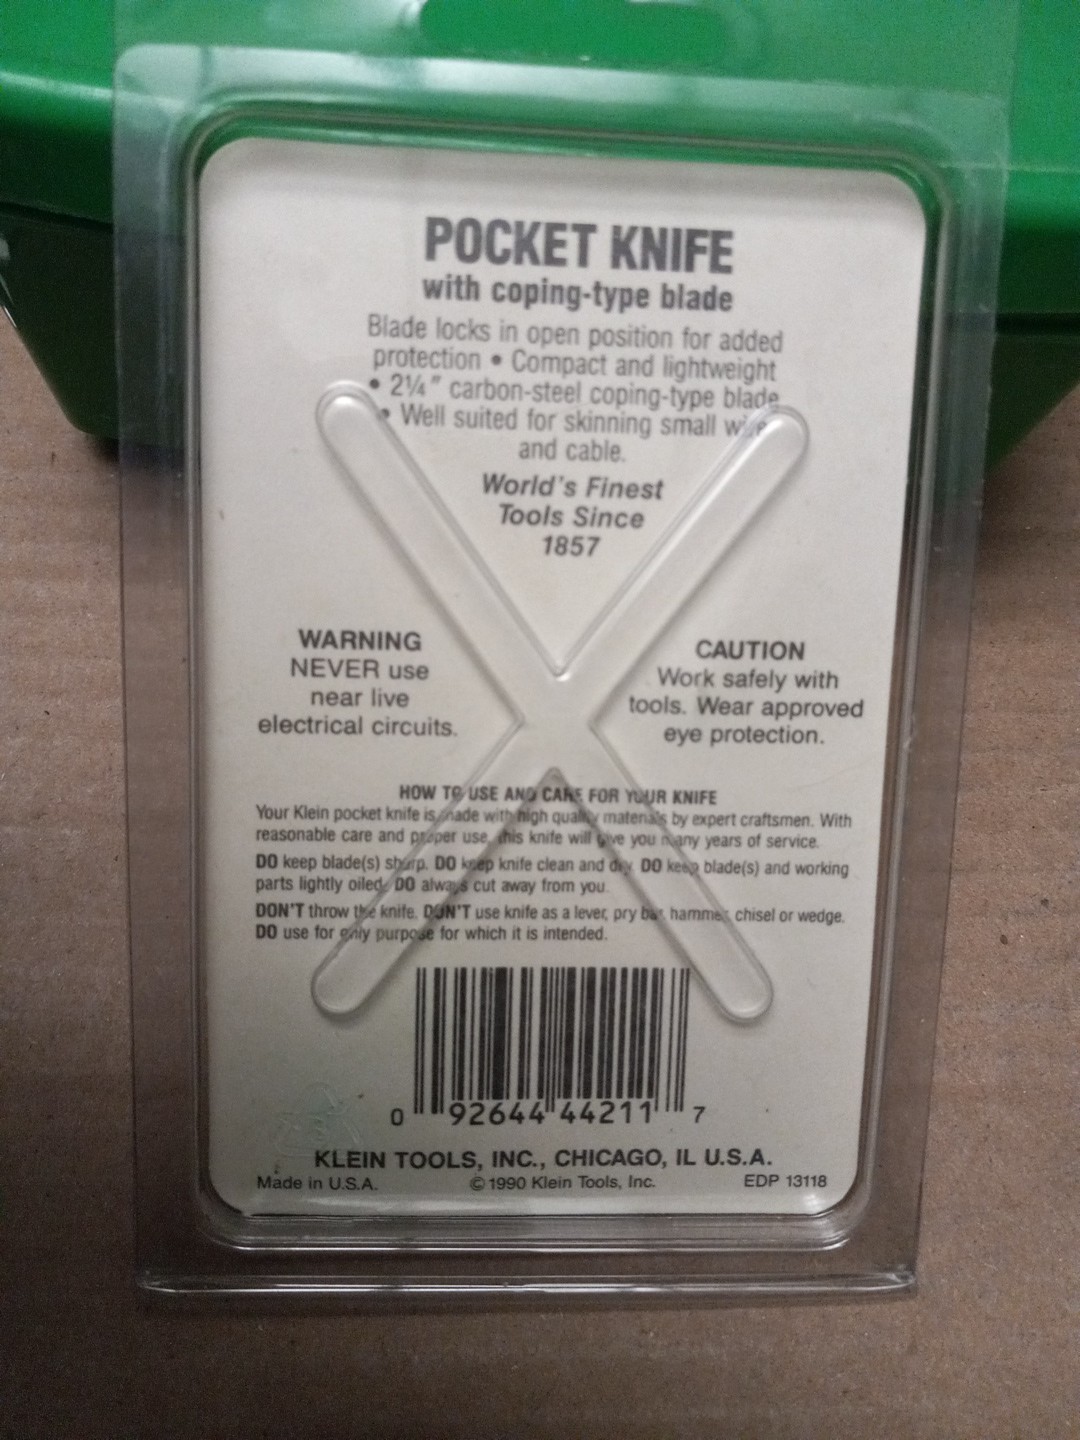 POCKET KNIFE
with coping-type blade
Blade locks in open position for added
protection • Compact and lightweight
• 2¼" carbon-steel coping-type blade
• Well suited for skinning small wire
and cable.
World's Finest
Tools Since
1857
WARNING
NEVER use
near live
electrical circuits.
CAUTION
Work safely with
tools. Wear approved
eye protection.
HOW TO USE AND CARE FOR YOUR KNIFE
Your Klein pocket knife is made with high quality materials by expert craftsmen. With
reasonable care and proper use, this knife will give you many years of service.
DO keep blade(s) sharp. DO keep knife clean and dry. DO keep blade(s) and working
parts lightly oiled. DO always cut away from you.
DON'T throw the knife. DON'T use knife as a lever, pry bar, hammer, chisel or wedge.
DO use for only purpose for which it is intended.
0 92644 44211 7
KLEIN TOOLS, INC., CHICAGO, IL U.S.A.
Made in U.S.A. © 1990 Klein Tools, Inc. EDP 13118